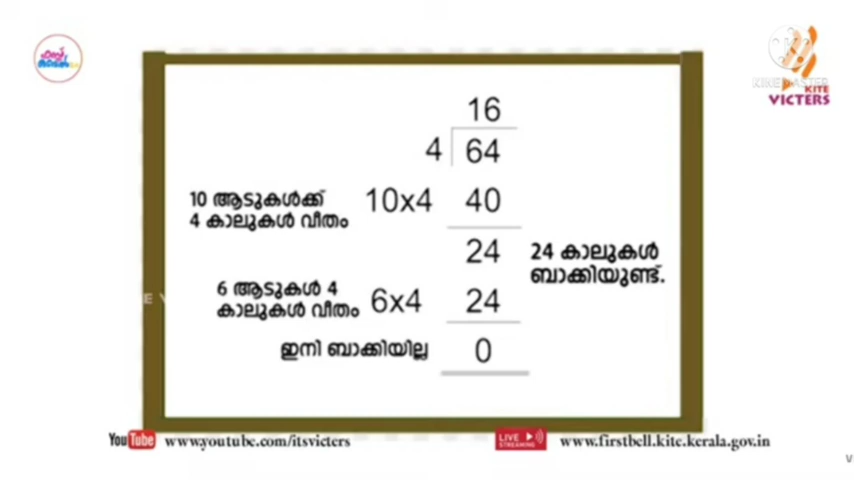 KITE
VICTERS
16
4 64
10 ആടുകൾക്ക്
4 കാലുകൾ വീതം
10x4 40
24
24 കാലുകൾ
ബാക്കിയുണ്ട്.
6 ആടുകൾ 4
കാലുകൾ വീതം
6x4 24
ഇനി ബാക്കിയില്ല 0
YouTube www.youtube.com/itsvicters
LIVE STREAMING www.firstbell.kite.kerala.gov.in